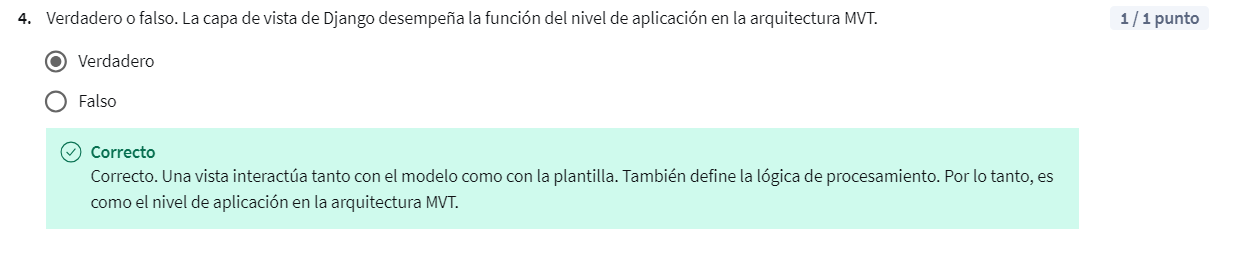 4. Verdadero o falso. La capa de vista de Django desempeña la función del nivel de aplicación en la arquitectura MVT.
1 / 1 punto
Verdadero
Falso
Correcto
Correcto. Una vista interactúa tanto con el modelo como con la plantilla. También define la lógica de procesamiento. Por lo tanto, es
como el nivel de aplicación en la arquitectura MVT.